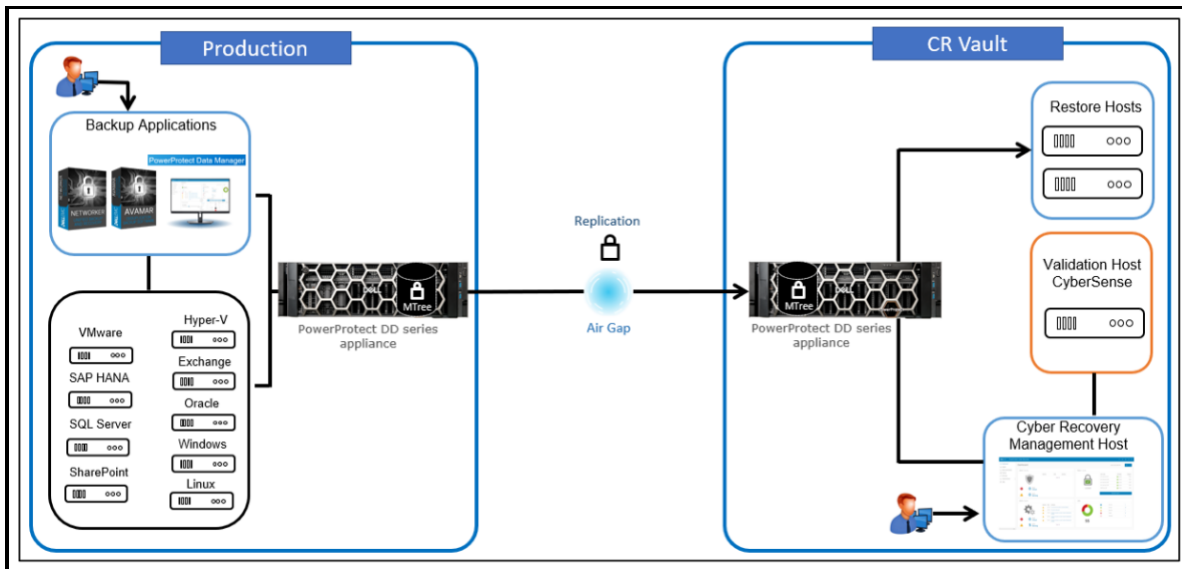 Production
Backup Applications
PowerProtect Data Manager
NETWORKER
AVAMAR
VMware
SAP HANA
SQL Server
SharePoint
Hyper-V
Exchange
Oracle
Windows
Linux
DELL
MTree
PowerProtect DD series
appliance
Replication
Air Gap
CR Vault
MTree
DELL
PowerProtect DD series
appliance
Restore Hosts
Validation Host
CyberSense
Cyber Recovery
Management Host